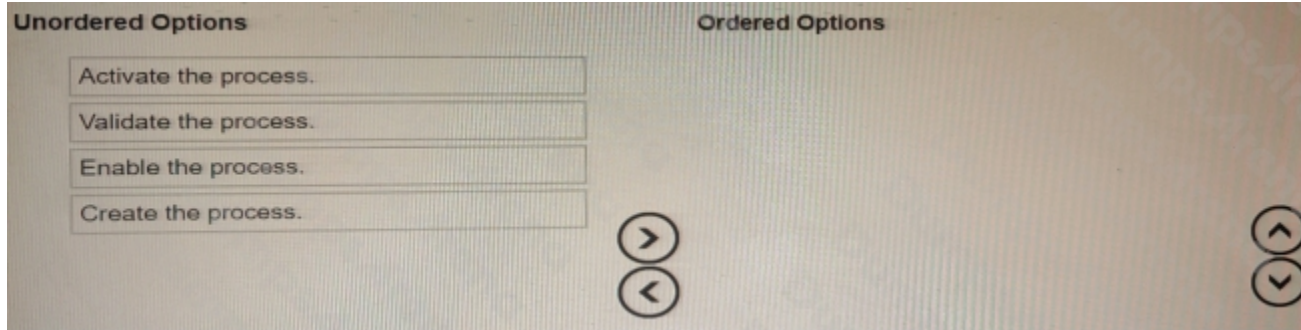 Unordered Options
Ordered Options
Activate the process.
Validate the process.
Enable the process.
Create the process.